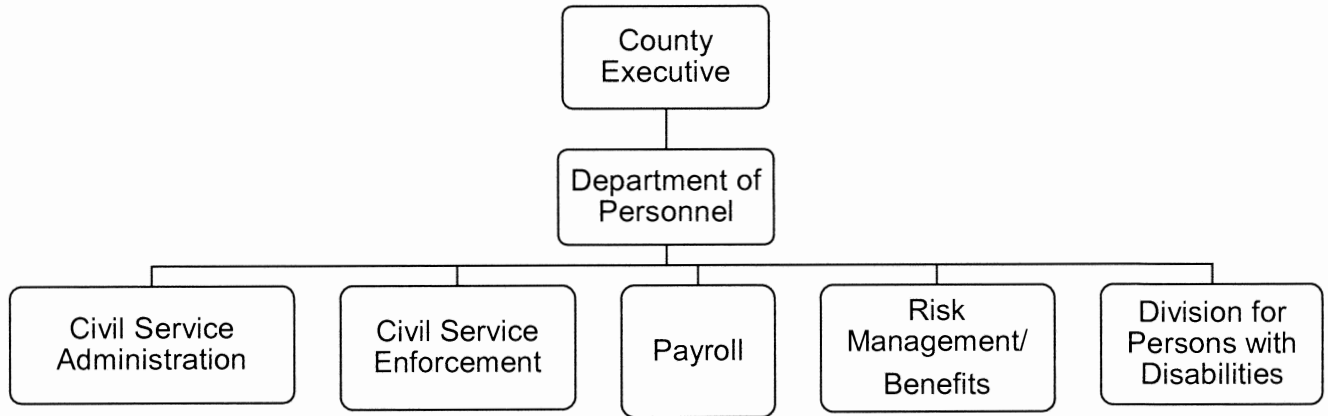 County
Executive
Department of
Personnel
Civil Service
Administration
Civil Service
Enforcement
Payroll
Risk
Management/
Benefits
Division for
Persons with
Disabilities